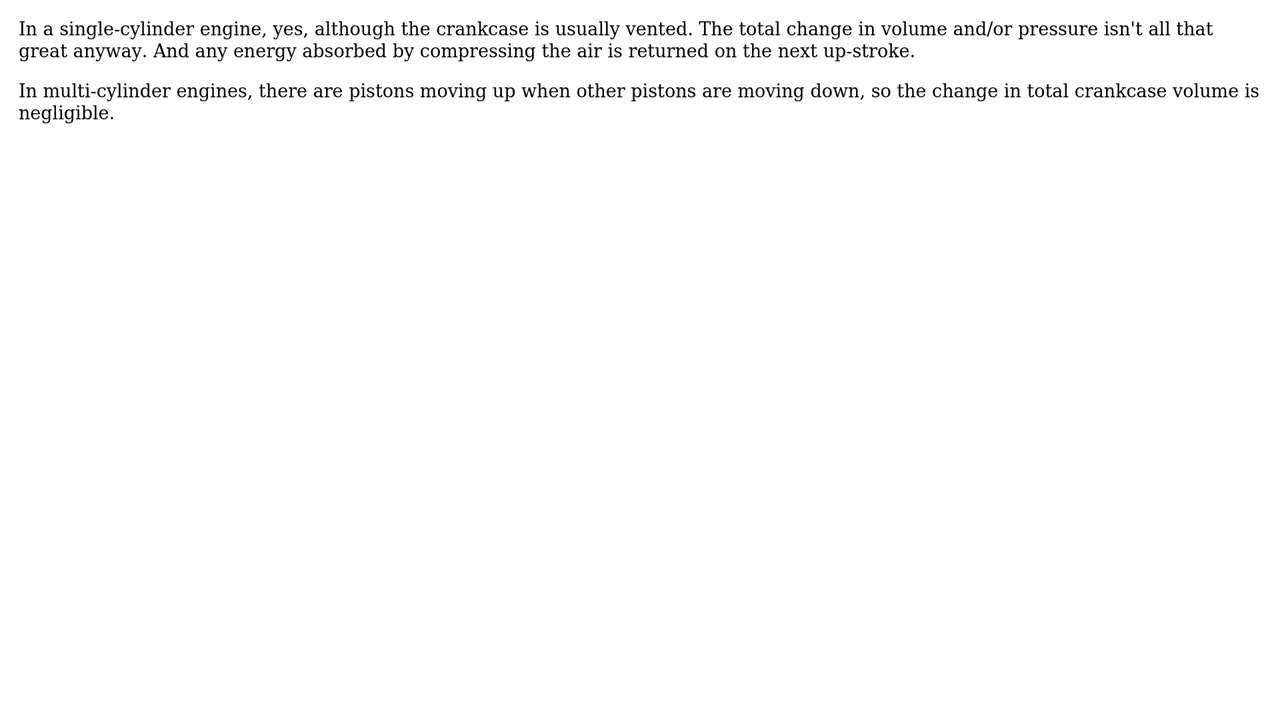 In a single-cylinder engine, yes, although the crankcase is usually vented. The total change in volume and/or pressure isn't all that
great anyway. And any energy absorbed by compressing the air is returned on the next up-stroke.
In multi-cylinder engines, there are pistons moving up when other pistons are moving down, so the change in total crankcase volume is
negligible.